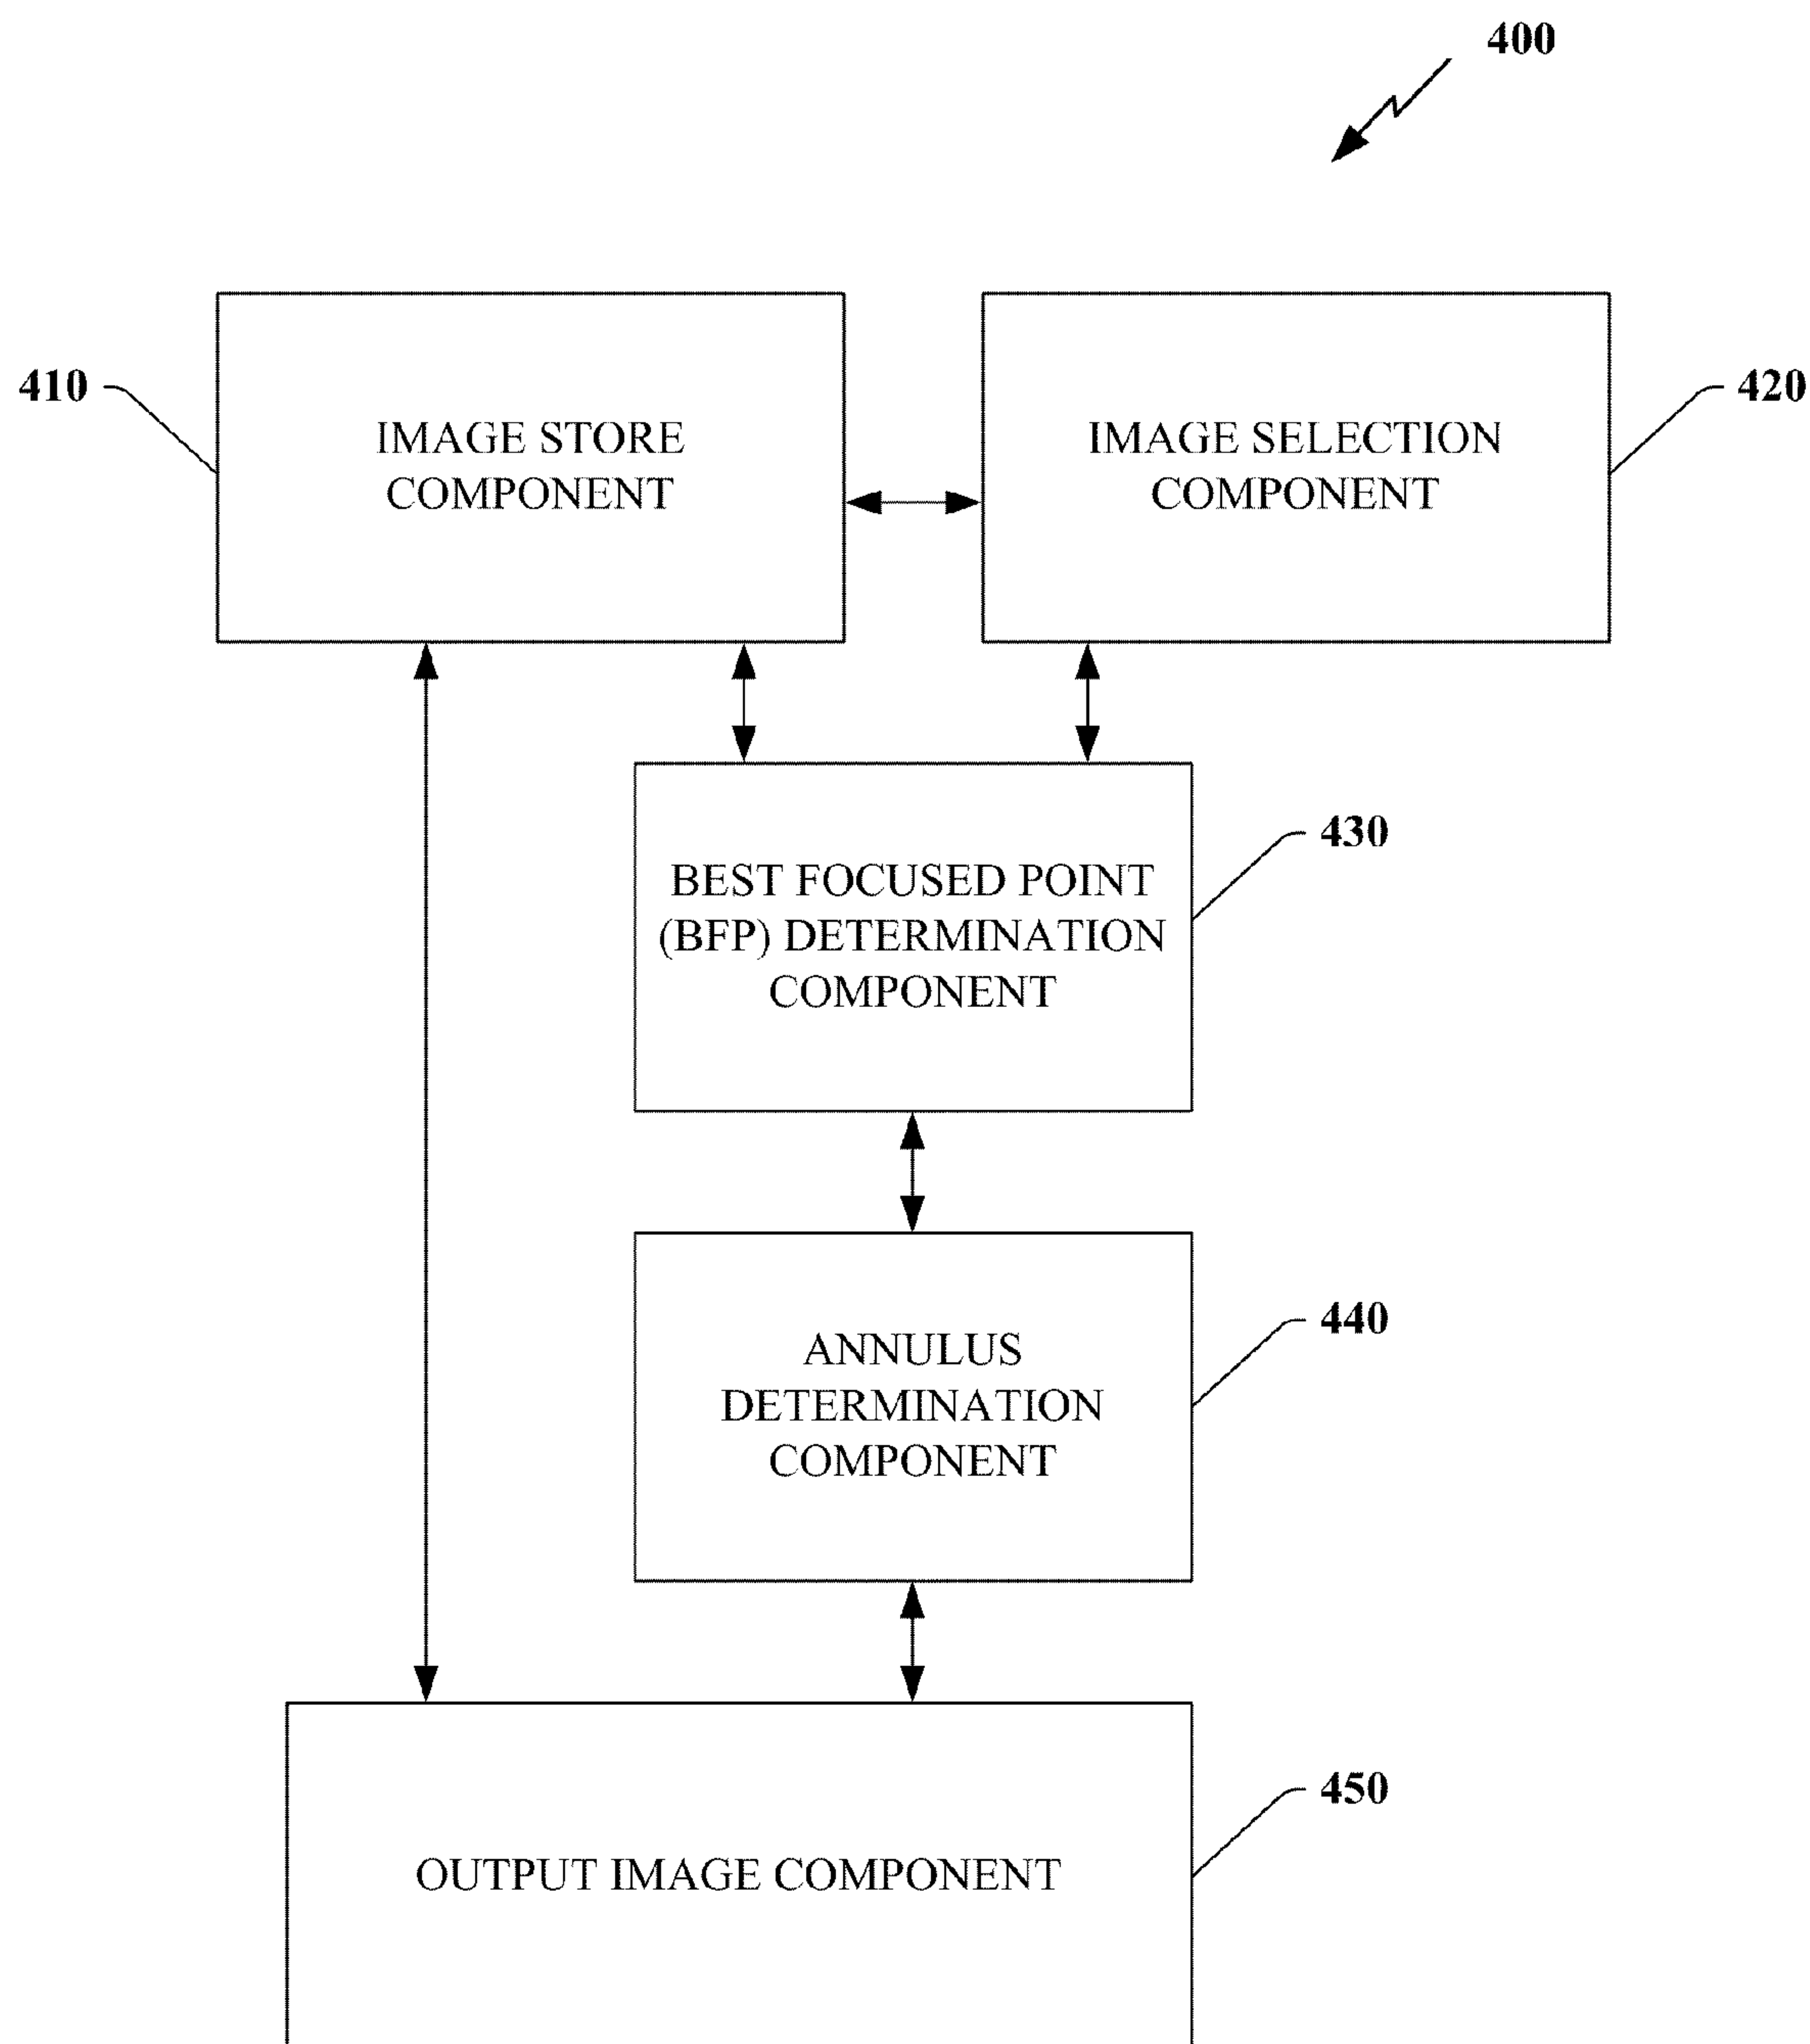 400
410
IMAGE STORE
COMPONENT
IMAGE SELECTION
COMPONENT
420
BEST FOCUSED POINT
(BFP) DETERMINATION
COMPONENT
430
ANNULUS
DETERMINATION
COMPONENT
440
OUTPUT IMAGE COMPONENT
450